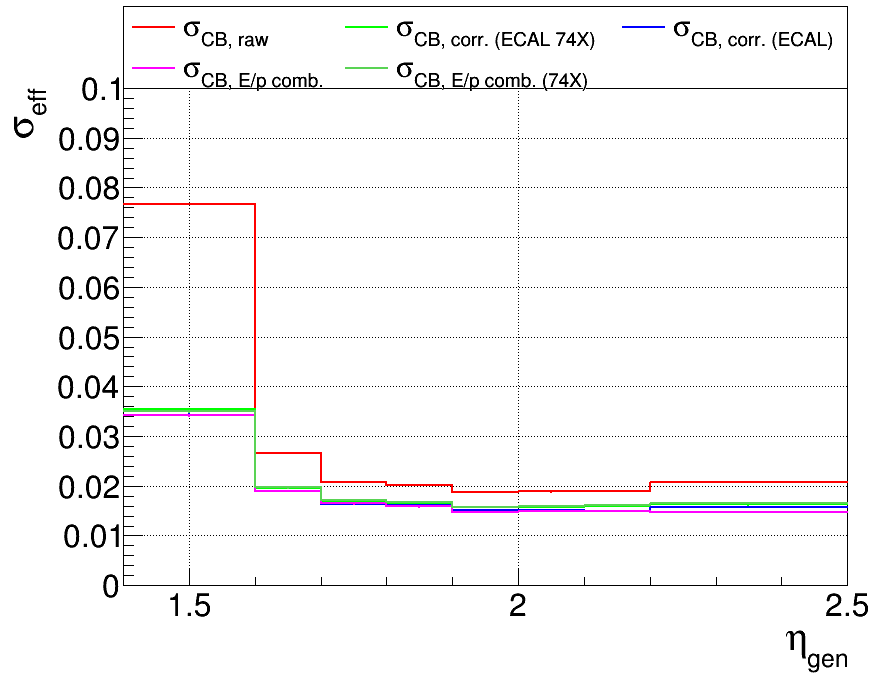 σCB, raw σCB, corr. (ECAL 74X) σCB, corr. (ECAL)
σCB, E/p comb. σCB, E/p comb. (74X)
σeff
0.1
0.09
0.08
0.07
0.06
0.05
0.04
0.03
0.02
0.01
0
1.5 2 2.5
ηgen